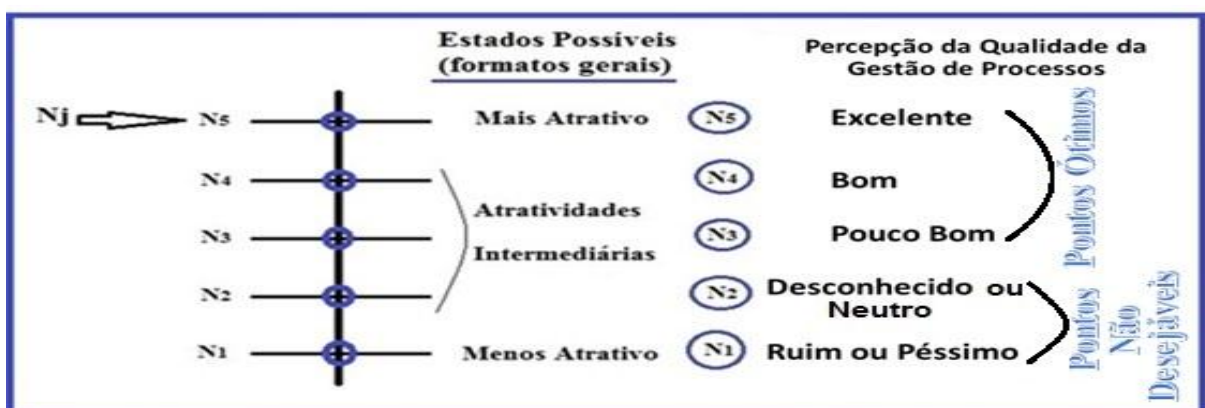 Estados Possíveis
(formatos gerais)
Percepção da Qualidade da
Gestão de Processos
Nj
N5
Mais Atrativo
N5
Excelente
N4
N4
Bom
Atratividades
N3
Intermediárias
N3
Pouco Bom
N2
N2
Desconhecido ou
Neutro
N1
Menos Atrativo
N1
Ruim ou Péssimo
Pontos Ótimos
Pontos
Não
Desejáveis